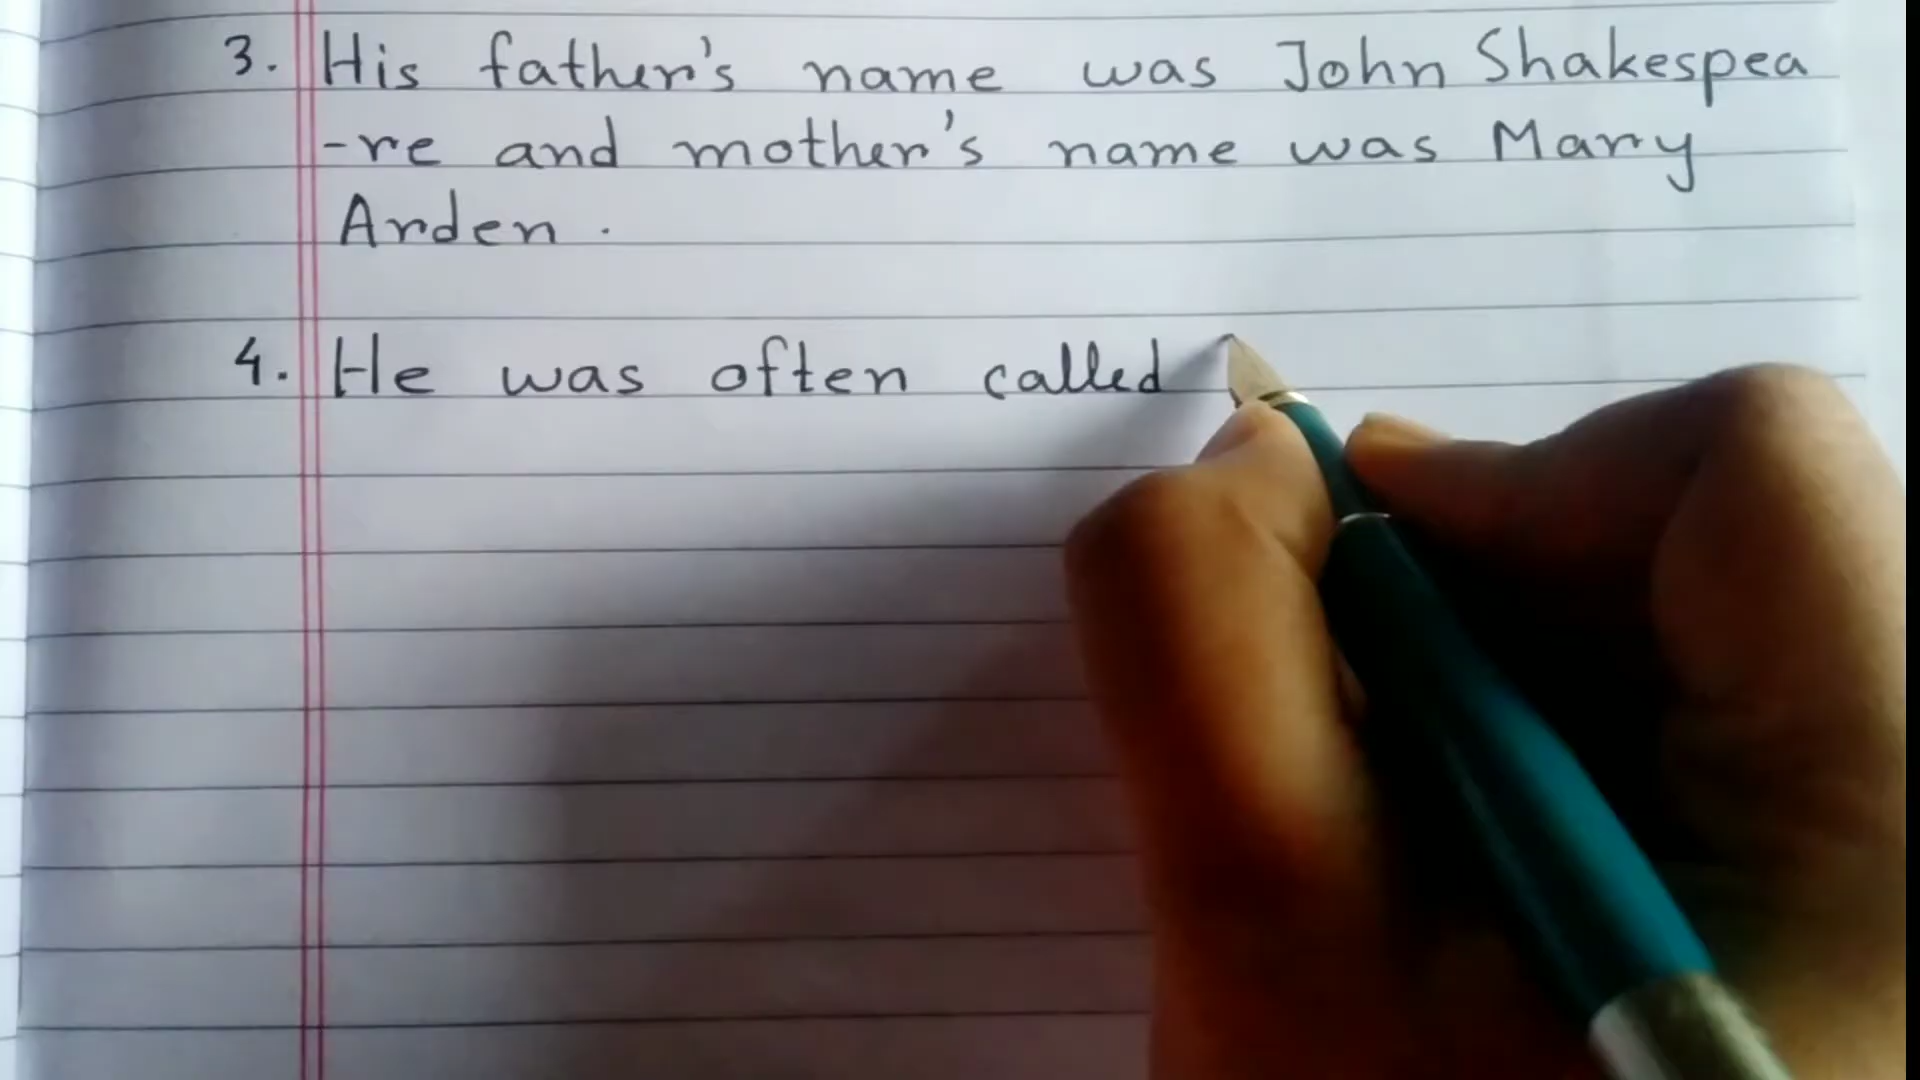 3. His father's name was John Shakespea
-re and mother's name was Mary
Arden.
4. He was often called